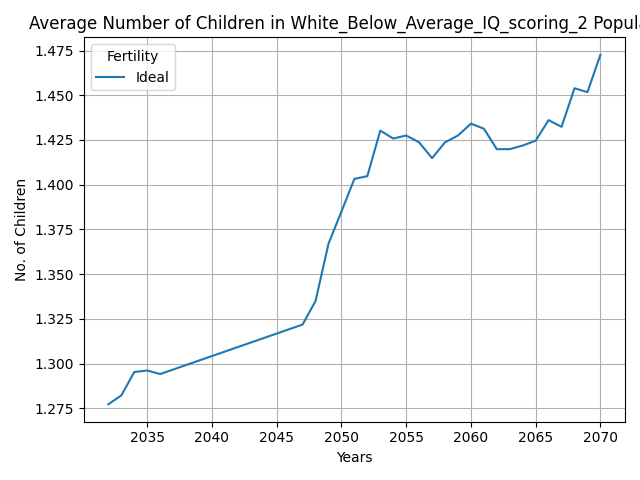 Average Number of Children in White_Below_Average_IQ_scoring_2 Popula
Fertility
Ideal
No. of Children
1.475
1.450
1.425
1.400
1.375
1.350
1.325
1.300
1.275
2035 2040 2045 2050 2055 2060 2065 2070
Years